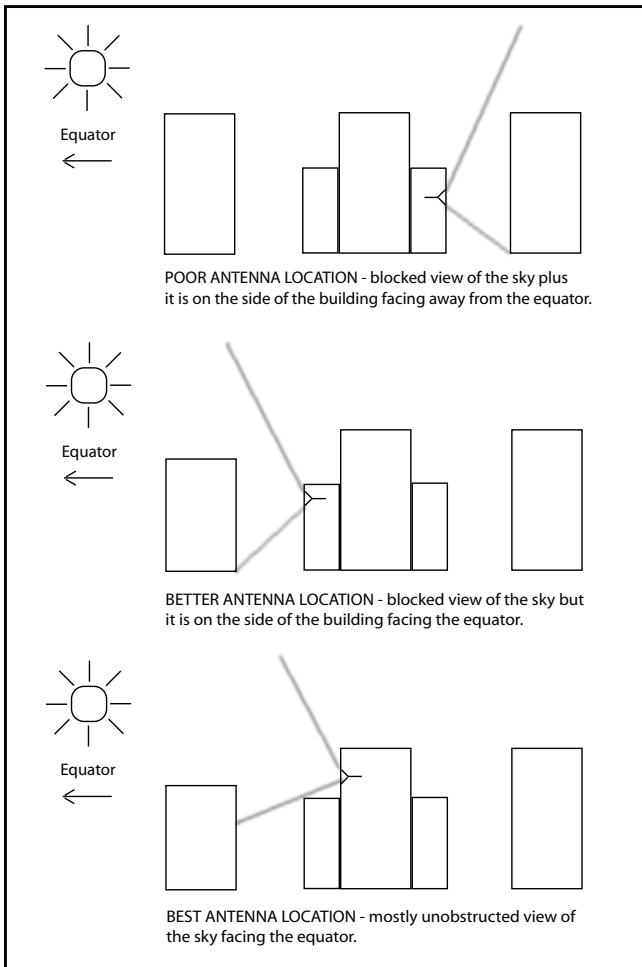 Equator
POOR ANTENNA LOCATION - blocked view of the sky plus
it is on the side of the building facing away from the equator.
Equator
BETTER ANTENNA LOCATION - blocked view of the sky but
it is on the side of the building facing the equator.
Equator
BEST ANTENNA LOCATION - mostly unobstructed view of
the sky facing the equator.